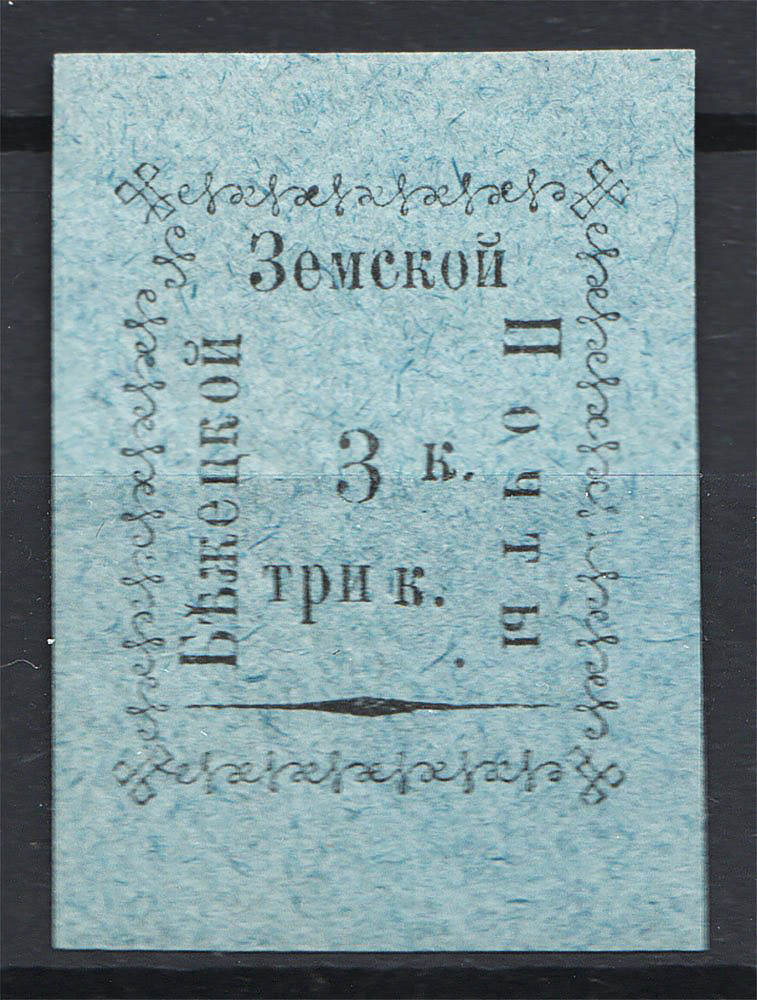 Бѣжецкой
Земской
Почты
3 к.
три к.